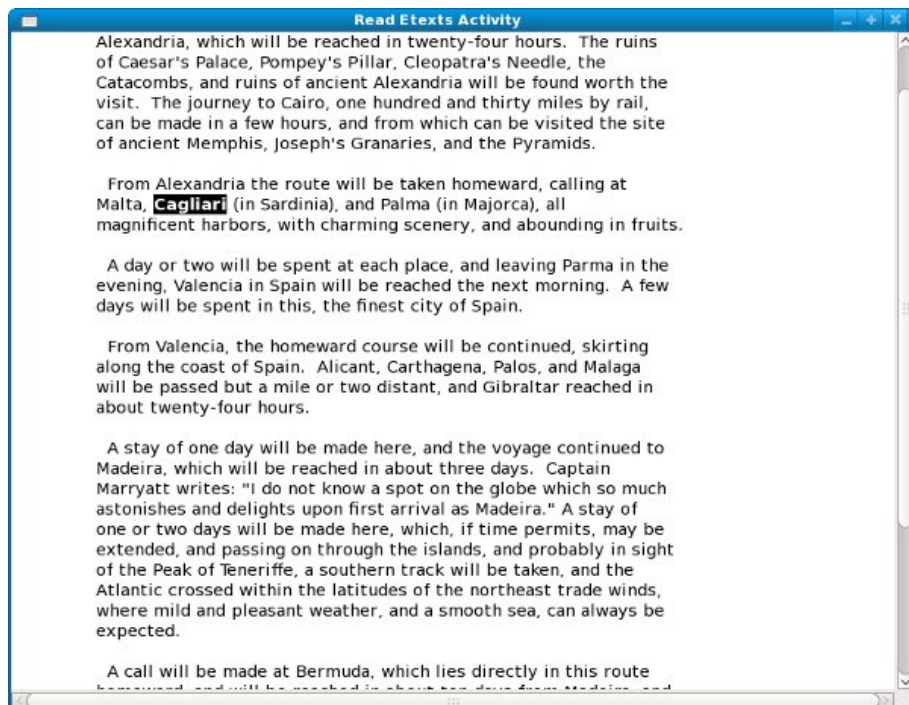 Read Etexts Activity
Alexandria, which will be reached in twenty-four hours.  The ruins
of Caesar's Palace, Pompey's Pillar, Cleopatra's Needle, the
Catacombs, and ruins of ancient Alexandria will be found worth the
visit.  The journey to Cairo, one hundred and thirty miles by rail,
can be made in a few hours, and from which can be visited the site
of ancient Memphis, Joseph's Granaries, and the Pyramids.
From Alexandria the route will be taken homeward, calling at
Malta, Cagliari (in Sardinia), and Palma (in Majorca), all
magnificent harbors, with charming scenery, and abounding in fruits.
A day or two will be spent at each place, and leaving Parma in the
evening, Valencia in Spain will be reached the next morning.  A few
days will be spent in this, the finest city of Spain.
From Valencia, the homeward course will be continued, skirting
along the coast of Spain.  Alicant, Carthagena, Palos, and Malaga
will be passed but a mile or two distant, and Gibraltar reached in
about twenty-four hours.
A stay of one day will be made here, and the voyage continued to
Madeira, which will be reached in about three days.  Captain
Marryatt writes: "I do not know a spot on the globe which so much
astonishes and delights upon first arrival as Madeira." A stay of
one or two days will be made here, which, if time permits, may be
extended, and passing on through the islands, and probably in sight
of the Peak of Teneriffe, a southern track will be taken, and the
Atlantic crossed within the latitudes of the northeast trade winds,
where mild and pleasant weather, and a smooth sea, can always be
expected.
A call will be made at Bermuda, which lies directly in this route
homeward, and will be reached in about ten days from Madeira, and